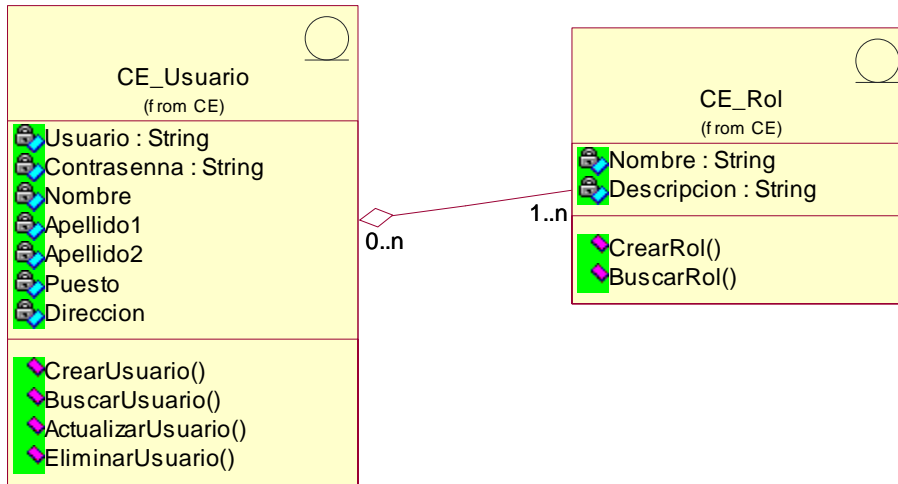 CE_Usuario
(from CE)
Usuario : String
Contrasenna : String
Nombre
Apellido1
Apellido2
Puesto
Direccion
CrearUsuario()
BuscarUsuario()
ActualizarUsuario()
EliminarUsuario()
0..n
1..n
CE_Rol
(from CE)
Nombre : String
Descripcion : String
CrearRol()
BuscarRol()